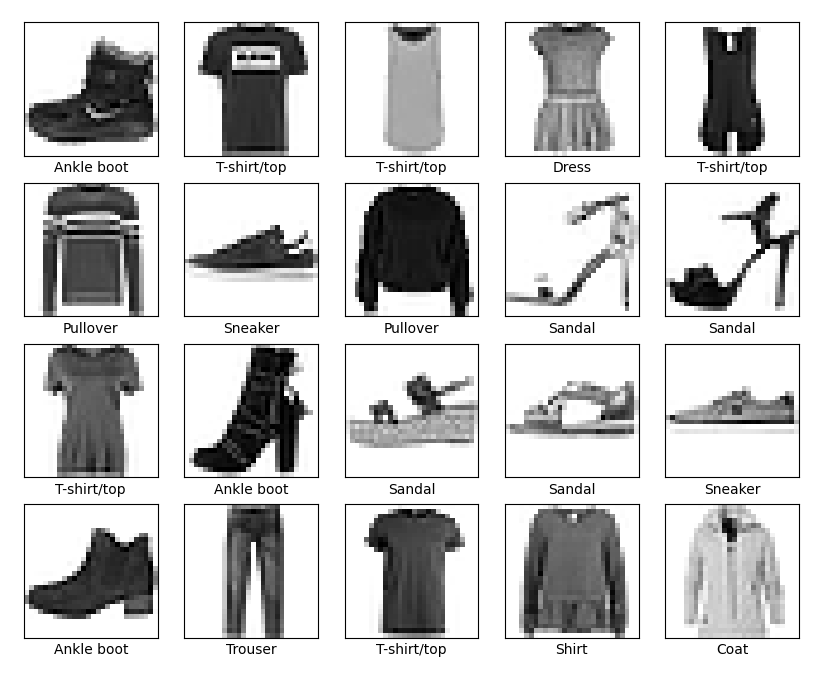 Ankle boot
T-shirt/top
T-shirt/top
Dress
T-shirt/top
Pullover
Sneaker
Pullover
Sandal
Sandal
T-shirt/top
Ankle boot
Sandal
Sandal
Sneaker
Ankle boot
Trouser
T-shirt/top
Shirt
Coat